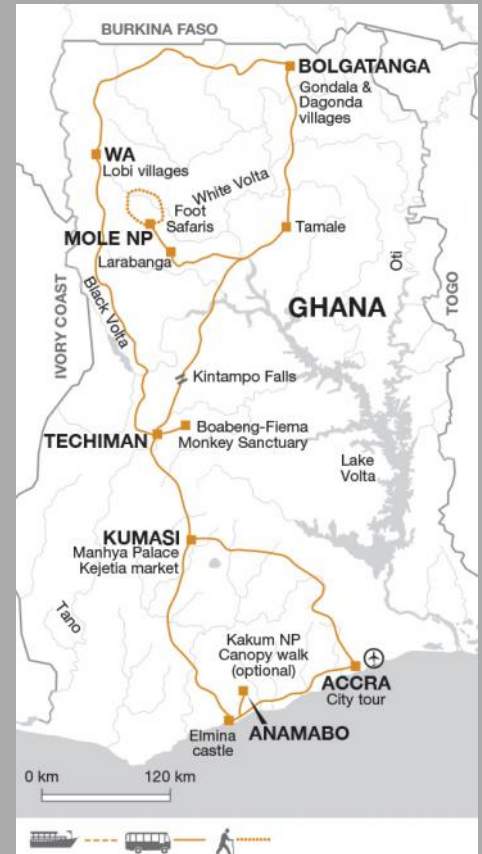 BURKINA FASO
BOLGATANGA
Gondala &
Dagonda
villages
WA
Lobi villages
White Volta
Foot
Safaris
MOLE NP
Larabanga
Tamale
Oti
TOGO
IVORY COAST
Black Volta
GHANA
Kintampo Falls
TECHIMAN
Boabeng-Fiema
Monkey Sanctuary
Lake
Volta
KUMASI
Manhya Palace
Kejetia market
Tano
Kakum NP
Canopy walk
(optional)
ACCRA
City tour
Elmina
castle
ANAMABO
0 km
120 km